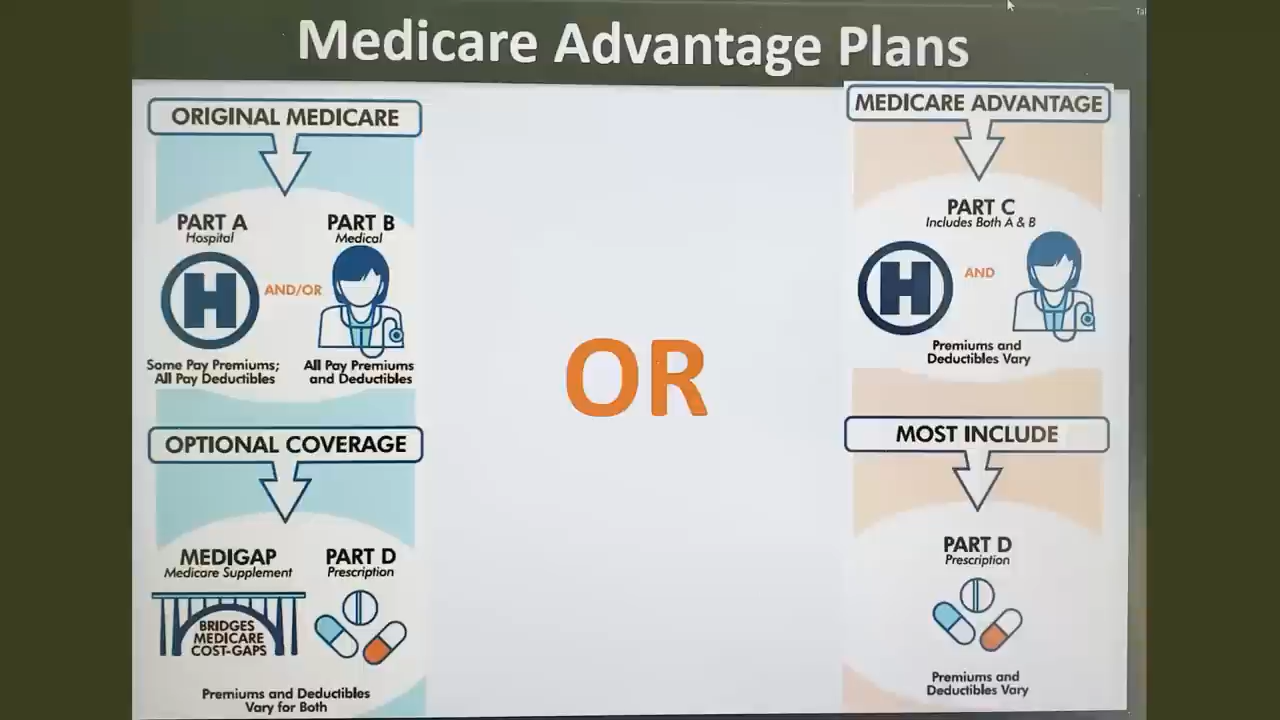 Medicare Advantage Plans
ORIGINAL MEDICARE
PART A
Hospital
H
AND/OR
PART B
Medical
Some Pay Premiums;
All Pay Deductibles
All Pay Premiums
and Deductibles
OPTIONAL COVERAGE
MEDIGAP
Medicare Supplement
BRIDGES
MEDICARE
COST-GAPS
PART D
Prescription
Premiums and Deductibles
Vary for Both
OR
MEDICARE ADVANTAGE
PART C
Includes Both A & B
H
AND
Premiums and
Deductibles Vary
MOST INCLUDE
PART D
Prescription
Premiums and
Deductibles Vary